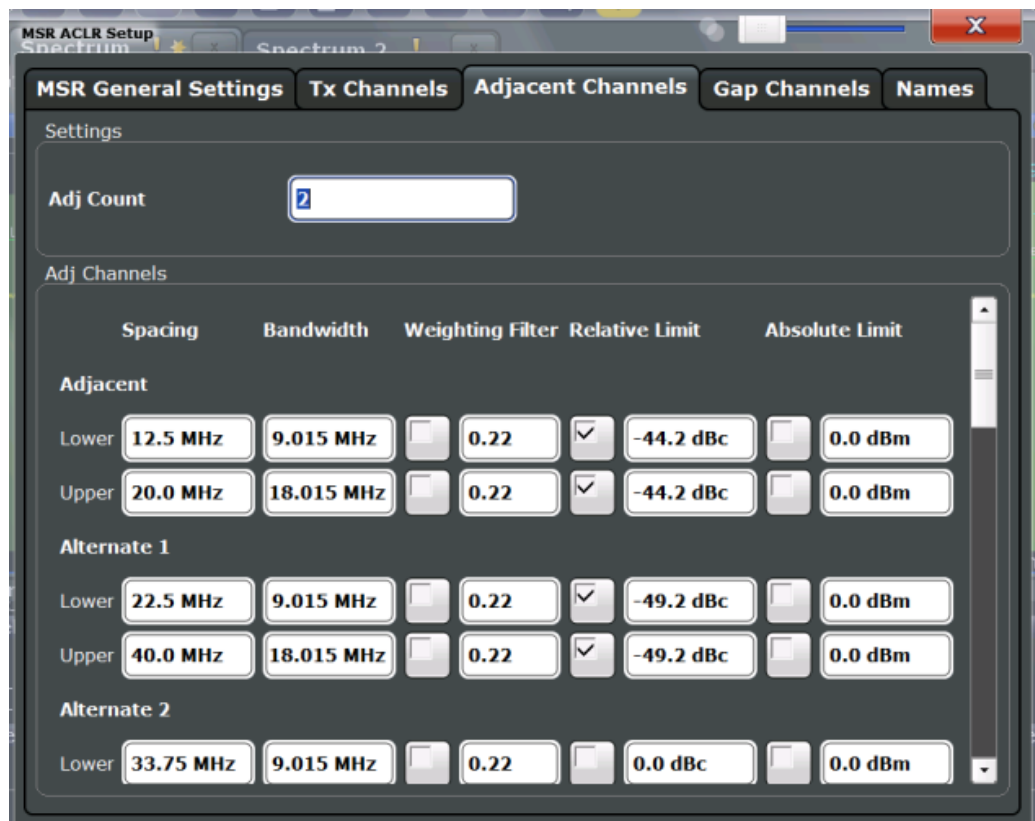 MSR ACLR Setup
Spectrum ! x Spectrum 2 ! x
X
MSR General Settings Tx Channels Adjacent Channels Gap Channels Names
Settings
Adj Count 2
Adj Channels
Spacing Bandwidth Weighting Filter Relative Limit Absolute Limit
Adjacent
Lower 12.5 MHz 9.015 MHz 0.22 -44.2 dBc 0.0 dBm
Upper 20.0 MHz 18.015 MHz 0.22 -44.2 dBc 0.0 dBm
Alternate 1
Lower 22.5 MHz 9.015 MHz 0.22 -49.2 dBc 0.0 dBm
Upper 40.0 MHz 18.015 MHz 0.22 -49.2 dBc 0.0 dBm
Alternate 2
Lower 33.75 MHz 9.015 MHz 0.22 0.0 dBc 0.0 dBm